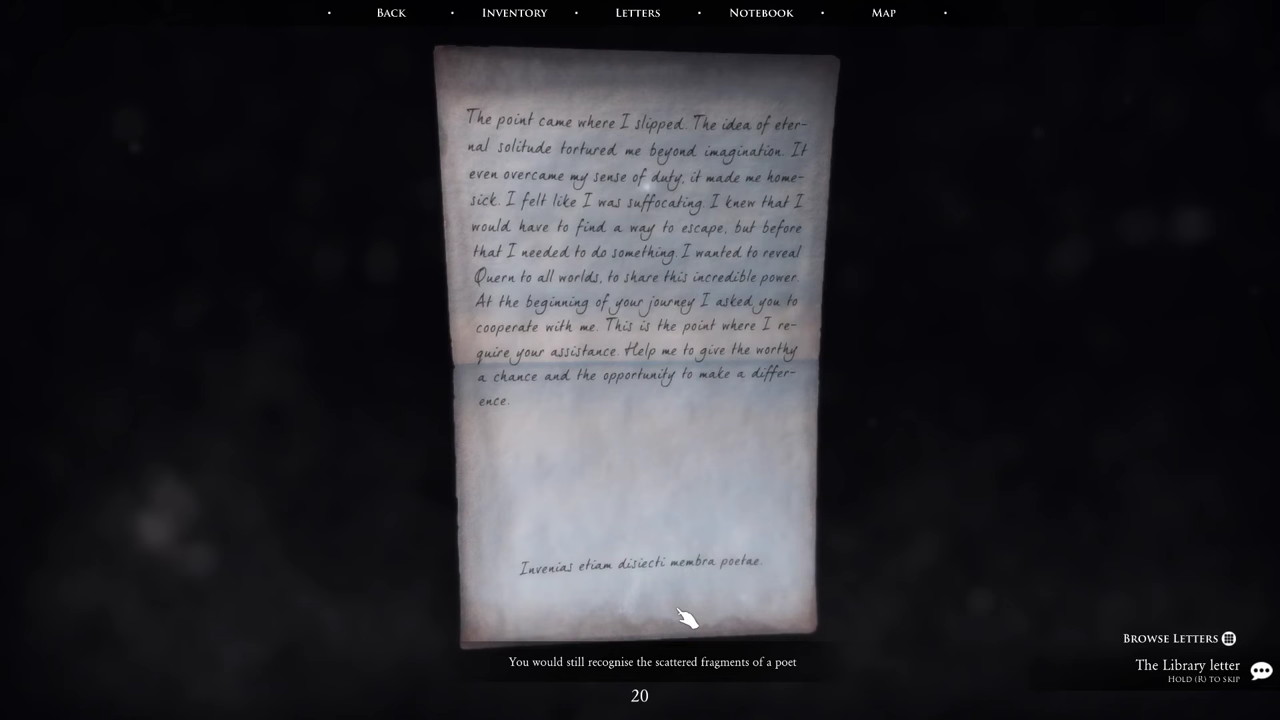 BACK
INVENTORY
LETTERS
NOTEBOOK
MAP
The point came where I slipped. The idea of eter-
nal solitude tortured me beyond imagination. It
even overcame my sense of duty, it made me home-
sick. I felt like I was suffocating. I knew that I
would have to find a way to escape, but before
that I needed to do something. I wanted to reveal
Quern to all worlds, to share this incredible power.
At the beginning of your journey I asked you to
cooperate with me. This is the point where I re-
quire your assistance. Help me to give the worthy
a chance and the opportunity to make a differ-
ence.
Invenias etiam disiecti membra poetae.
You would still recognise the scattered fragments of a poet
20
BROWSE LETTERS
The Library letter
HOLD (R) TO SKIP